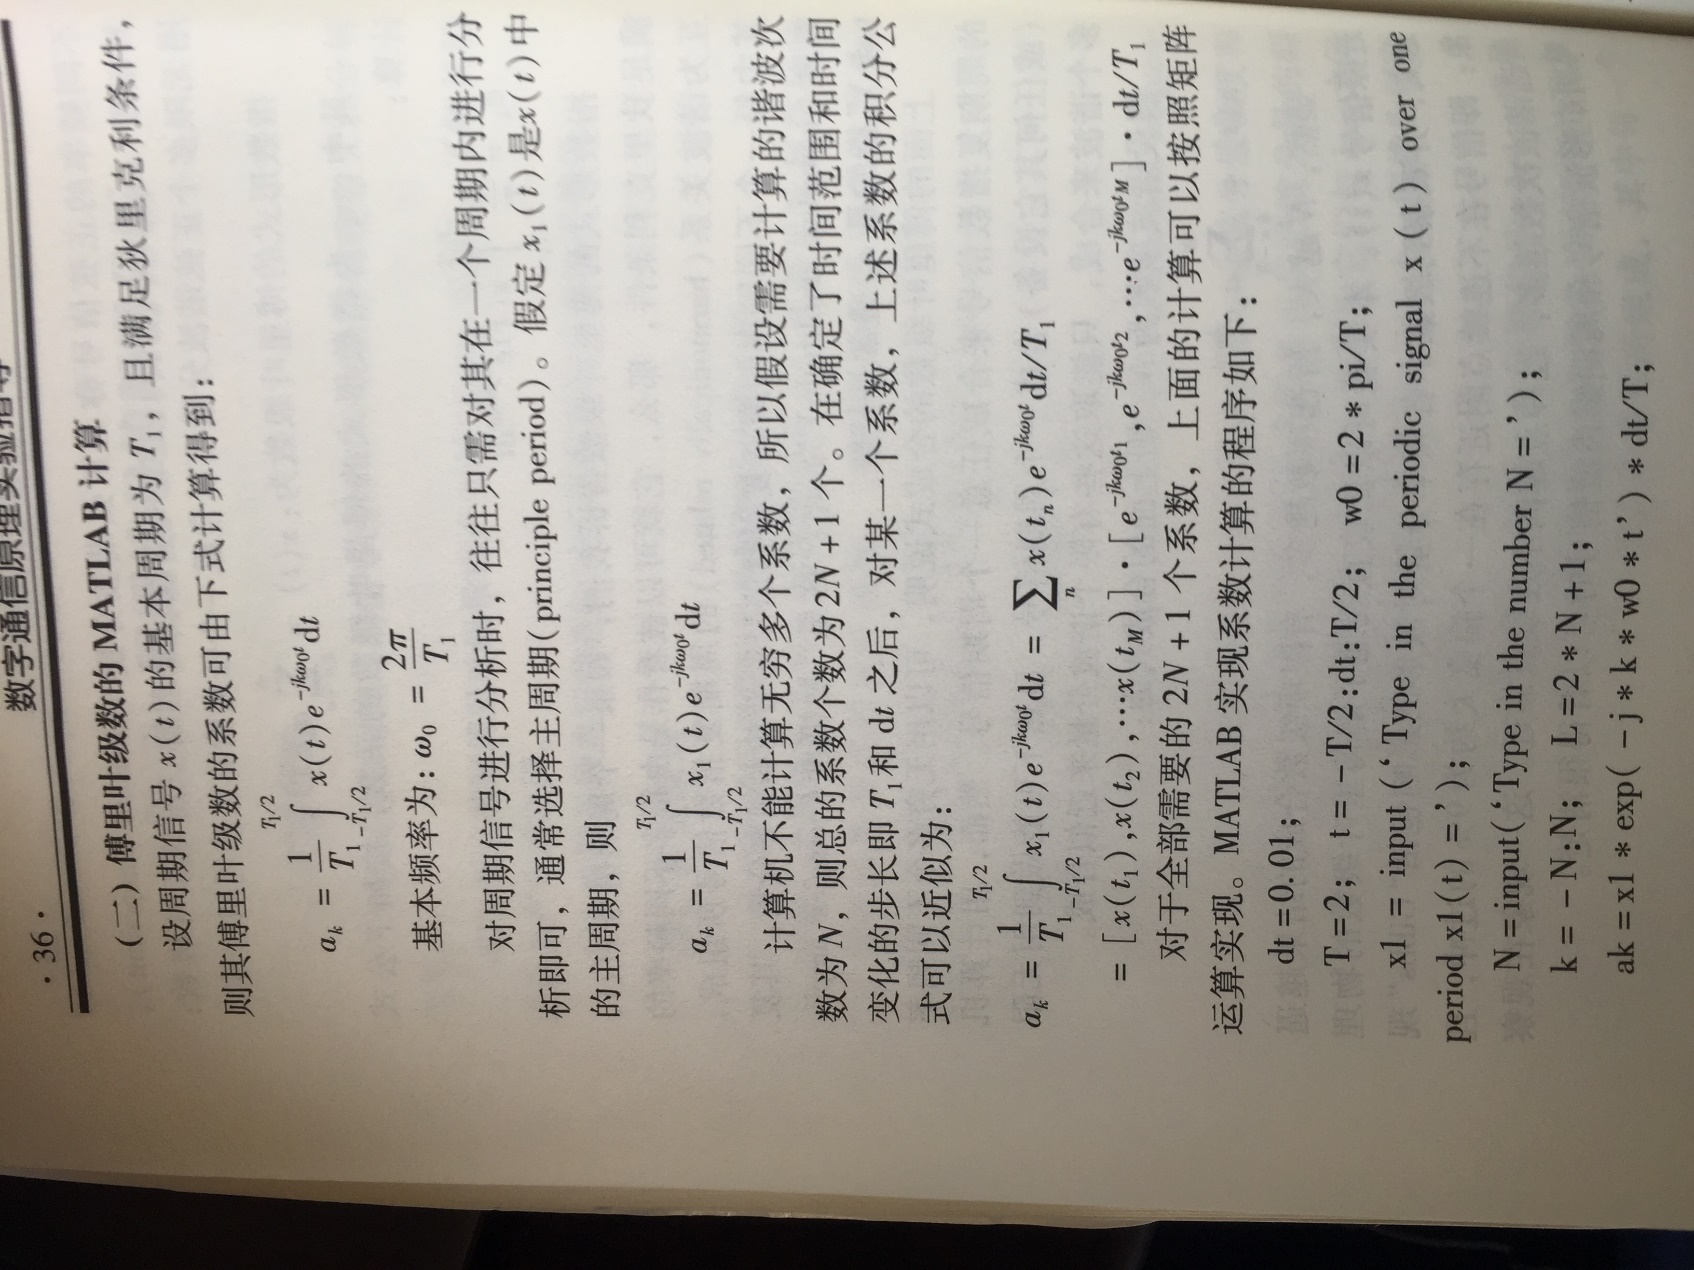 ·36·
数字通信原理实验指导
(二) 傅里叶级数的 MATLAB 计算
设周期信号 x(t) 的基本周期为 T₁, 且满足狄里克利条件,
则其傅里叶级数的系数可由下式计算得到:
aₖ = 1/T₁ ∫_{-T₁/2}^{T₁/2} x(t)e^{-jkω₀t}dt
基本频率为: ω₀ = 2π/T₁
对周期信号进行分析时, 往往只需对其在一个周期内进行分
析即可, 通常选择主周期(principle period)。假定 x₁(t)是x(t)中
的主周期, 则
aₖ = 1/T₁ ∫_{-T₁/2}^{T₁/2} x₁(t)e^{-jkω₀t}dt
计算机不能计算无穷多个系数, 所以假设需要计算的谐波次
数为 N, 则总的系数个数为 2N+1 个。在确定了时间范围和时间
变化的步长即 T₁和 dt 之后, 对某一个系数, 上述系数的积分公
式可以近似为:
aₖ = 1/T₁ ∫_{-T₁/2}^{T₁/2} x₁(t)e^{-jkω₀t}dt = ∑ₙ x(tₙ)e^{-jkω₀t}dt/T₁
= [x(t₁),x(t₂),…x(t_M)]·[e^{-jkω₀t₁},e^{-jkω₀t₂},…e^{-jkω₀t_M}]·dt/T₁
对于全部需要的 2N+1 个系数, 上面的计算可以按照矩阵
运算实现。MATLAB 实现系数计算的程序如下:
dt=0.01;
T=2; t=-T/2:dt:T/2; w0=2*pi/T;
x1 = input (‘Type in the periodic signal x(t) over one
period x1(t)=’);
N=input(‘Type in the number N=’);
k=-N:N; L=2*N+1;
ak=x1*exp(-j*k*w0*t’)*dt/T;